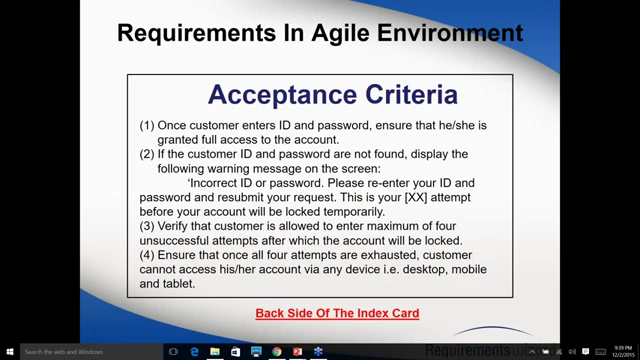 Requirements In Agile Environment
Acceptance Criteria
(1) Once customer enters ID and password, ensure that he/she is
granted full access to the account.
(2) If the customer ID and password are not found, display the
following warning message on the screen:
'Incorrect ID or password. Please re-enter your ID and
password and resubmit your request. This is your [XX] attempt
before your account will be locked temporarily.
(3) Verify that customer is allowed to enter maximum of four
unsuccessful attempts after which the account will be locked.
(4) Ensure that once all four attempts are exhausted, customer
cannot access his/her account via any device i.e. desktop, mobile
and tablet.
Back Side Of The Index Card
Requirements
Search the web and Windows
9:39 PM
12/2/2015